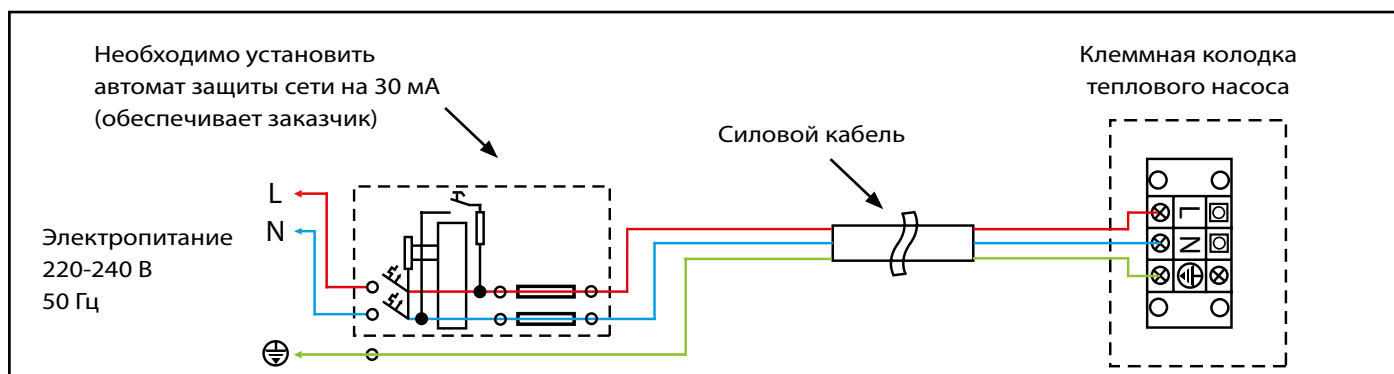 Необходимо установить
автомат защиты сети на 30 мА
(обеспечивает заказчик)
Клеммная колодка
теплового насоса
Силовой кабель
L
N
Электропитание
220-240 В
50 Гц
L
N